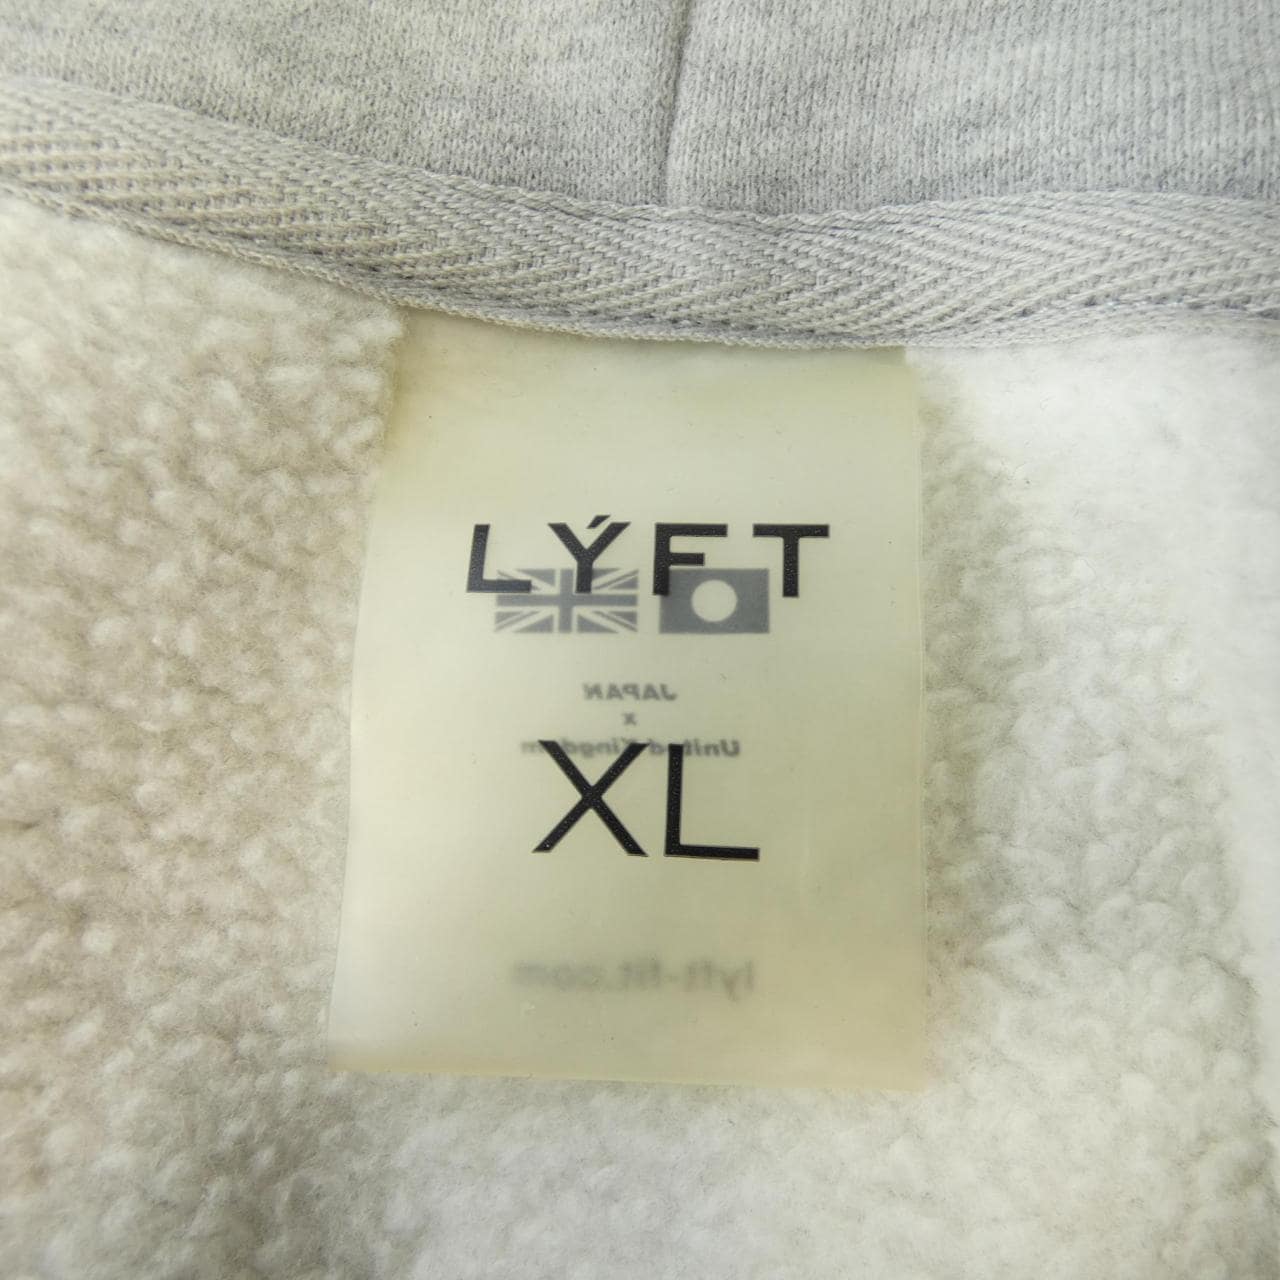 LÝFT
JAPAN
x
United Kingdom
XL
lyft-fit.com